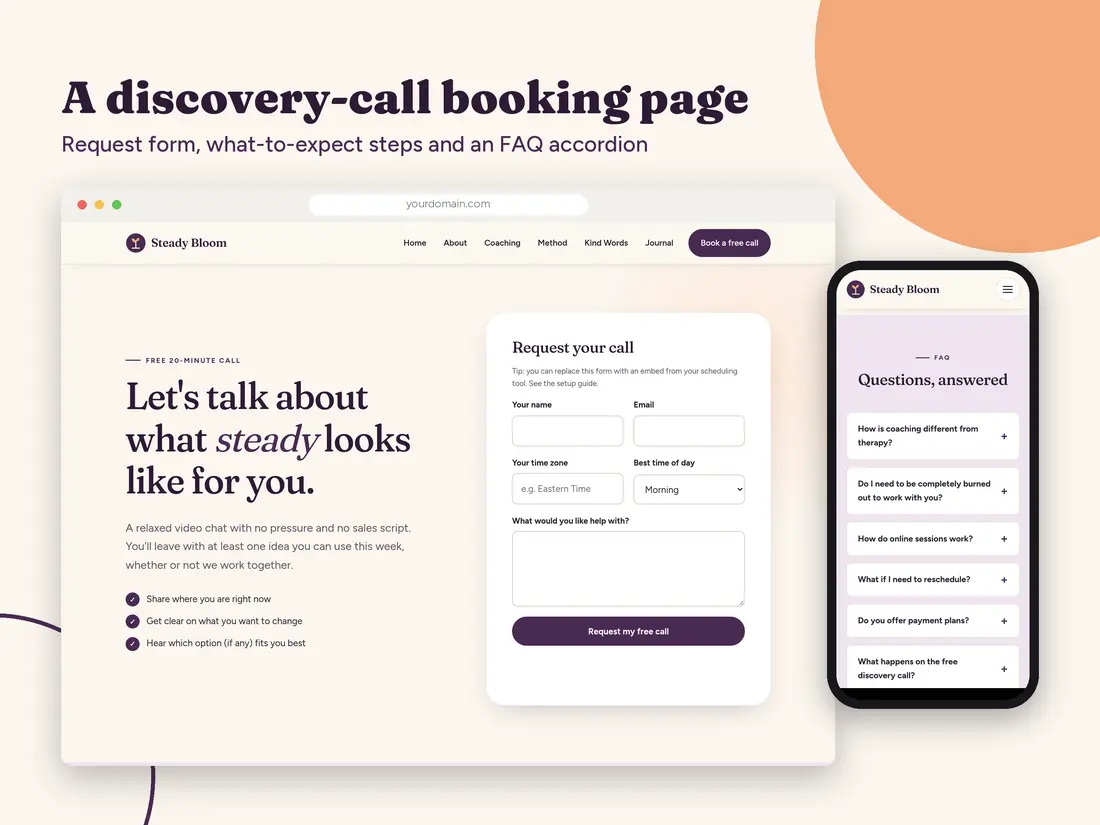 A discovery-call booking page
Request form, what-to-expect steps and an FAQ accordion
yourdomain.com
Steady Bloom
Home
About
Coaching
Method
Kind Words
Journal
Book a free call
FREE 20-MINUTE CALL
Let's talk about
what steady looks
like for you.
A relaxed video chat with no pressure and no sales script.
You'll leave with at least one idea you can use this week,
whether or not we work together.
Share where you are right now
Get clear on what you want to change
Hear which option (if any) fits you best
Request your call
Tip: you can replace this form with an embed from your scheduling
tool. See the setup guide.
Your name
Email
Your time zone
Best time of day
e.g. Eastern Time
Morning
What would you like help with?
Request my free call
Steady Bloom
FAQ
Questions, answered
How is coaching different from
therapy?
Do I need to be completely burned
out to work with you?
How do online sessions work?
What if I need to reschedule?
Do you offer payment plans?
What happens on the free
discovery call?